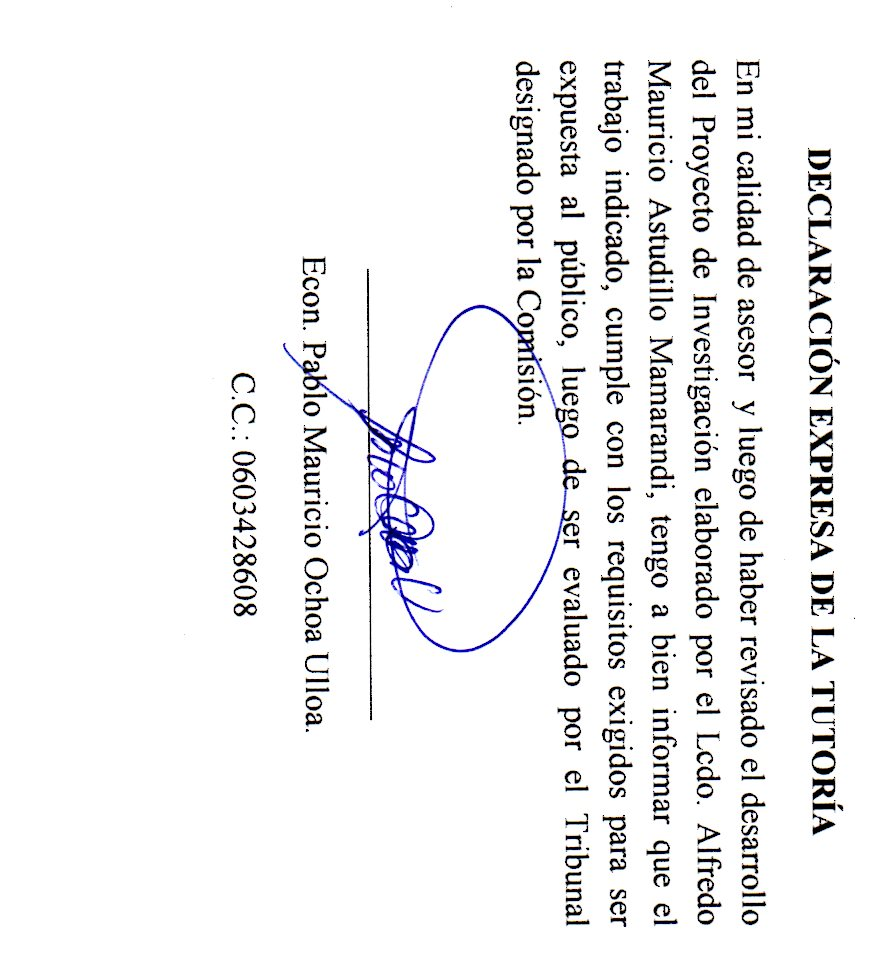 DECLARACIÓN EXPRESA DE LA TUTORÍA
En mi calidad de asesor y luego de haber revisado el desarrollo
del Proyecto de Investigación elaborado por el Lcdo. Alfredo
Mauricio Astudillo Mamarandi, tengo a bien informar que el
trabajo indicado, cumple con los requisitos exigidos para ser
expuesta al público, luego de ser evaluado por el Tribunal
designado por la Comisión.
Econ. Pablo Mauricio Ochoa Ulloa.
C.C.: 0603428608